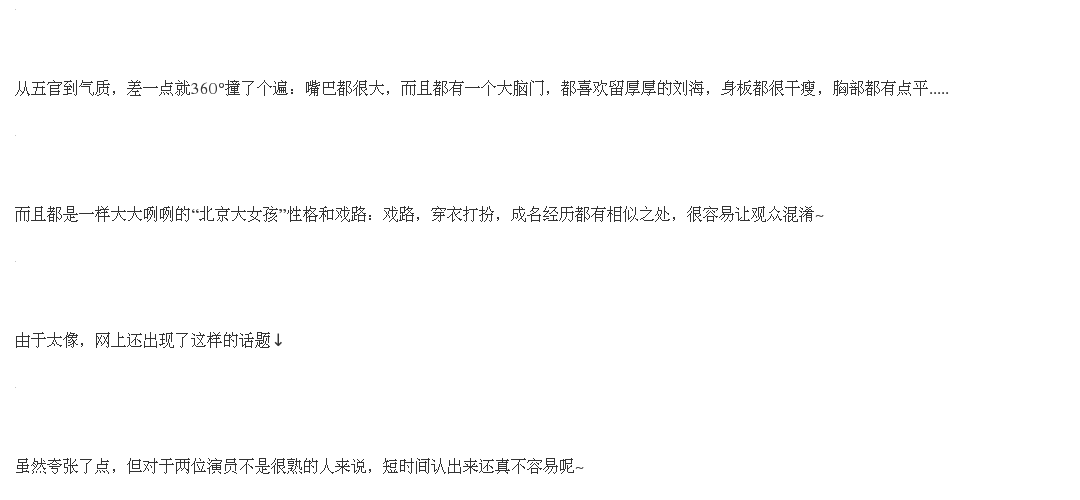 从五官到气质，差一点就360°撞了个遍：嘴巴都很大，而且都有一个大脑门，都喜欢留厚厚的刘海，身板都很干瘦，胸部都有点平.....
而且都是一样大大咧咧的“北京大女孩”性格和戏路：戏路，穿衣打扮，成名经历都有相似之处，很容易让观众混淆~
由于太像，网上还出现了这样的话题↓
虽然夸张了点，但对于两位演员不是很熟的人来说，短时间认出来还真不容易呢~